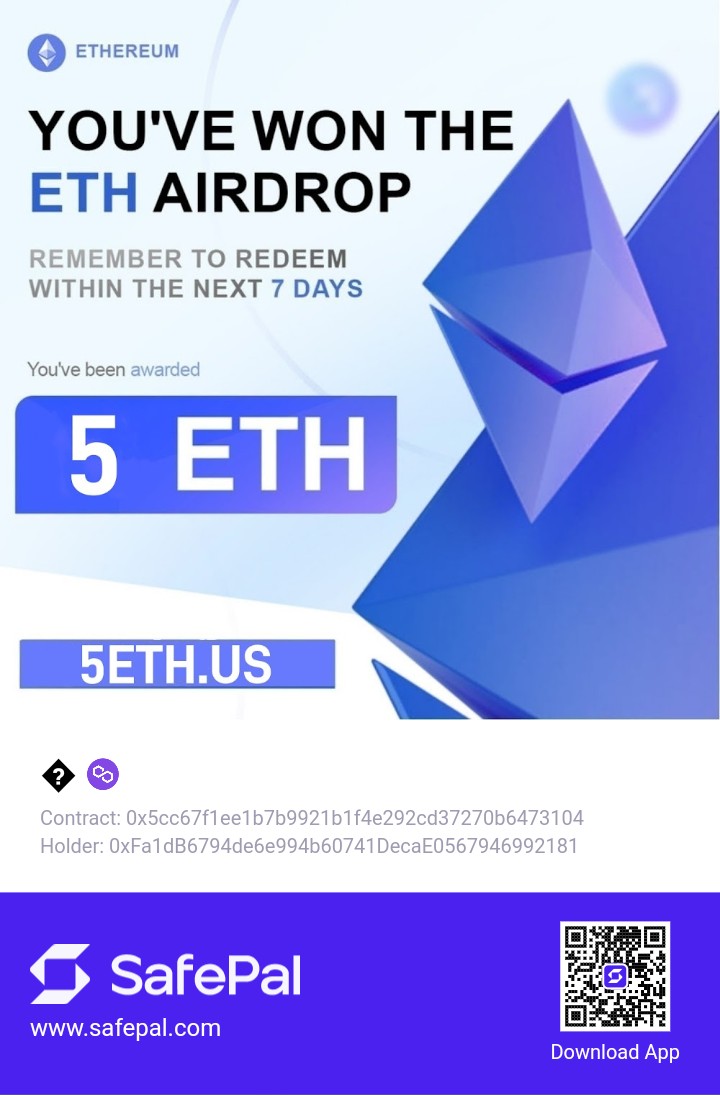 ETHEREUM
YOU'VE WON THE
ETH AIRDROP
REMEMBER TO REDEEM
WITHIN THE NEXT 7 DAYS
You've been awarded
5 ETH
5ETH.US
?
Contract: 0x5cc67f1ee1b7b9921b1f4e292cd37270b6473104
Holder: 0xFa1dB6794de6e994b60741DecaE0567946992181
SafePal
www.safepal.com
Download App